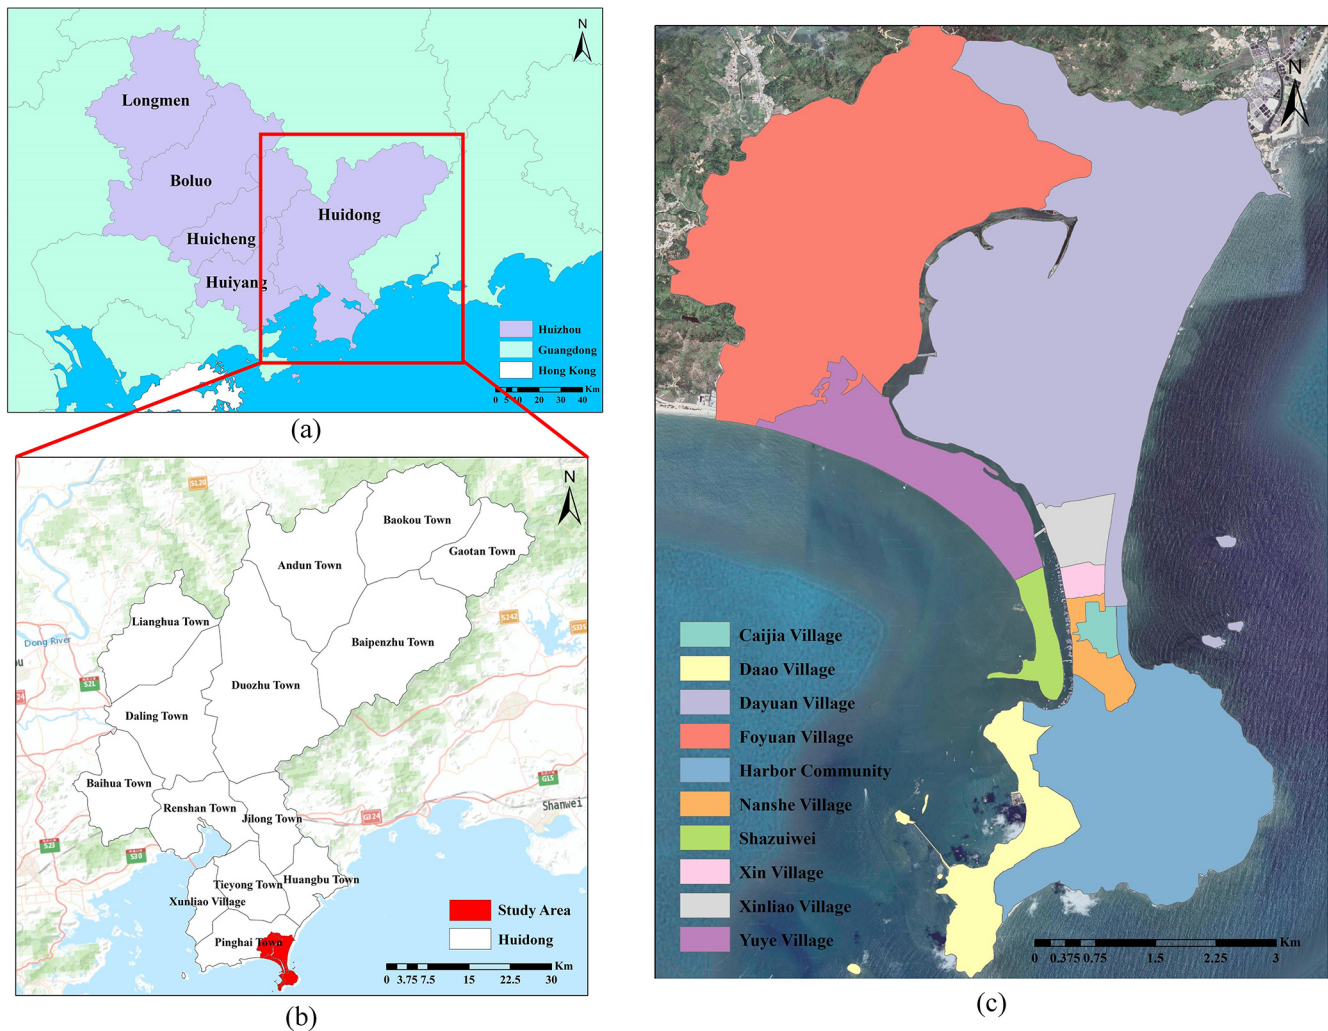 N
Longmen
Boluo
Huidong
Huicheng
Huiyang
Huizhou
Guangdong
Hong Kong
Km
0 5 10 20 30 40
(a)
N
S120
Baokou Town
Gaotan Town
Andun Town
Lianghua Town
Baipenzhu Town
S242
S335
Dong River
ou
S21
S24
Duozhu Town
Daling Town
Baihua Town
Renshan Town
Jilong Town
G324
G15
Shanwei
S23
S30
Tieyong Town
Huangbu Town
Xunliao Village
Pinghai Town
Study Area
Huidong
Km
0 3.75 7.5 15 22.5 30
(b)
N
Caijia Village
Daao Village
Dayuan Village
Foyuan Village
Harbor Community
Nanshe Village
Shazuiwei
Xin Village
Xinliao Village
Yuye Village
Km
0 0.375 0.75 1.5 2.25 3
(c)